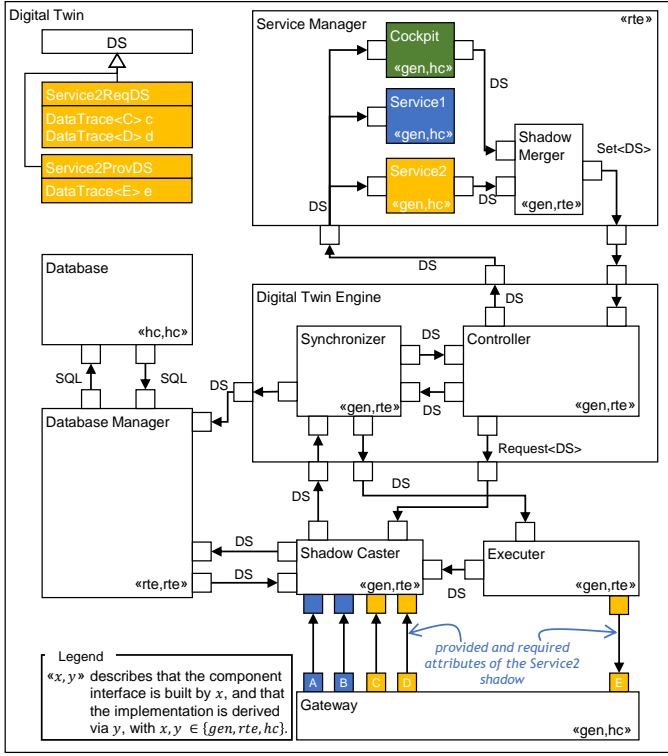 Digital Twin
DS
Service2ReqDS
DataTrace<C> c
DataTrace<D> d
Service2ProvDS
DataTrace<E> e
Service Manager
«rte»
Cockpit
«gen,hc»
DS
Service1
«gen,hc»
Service2
«gen,hc»
DS
DS
Shadow
Merger
«gen,rte»
Set<DS>
DS
Database
«hc,hc»
SQL
SQL
Database Manager
«rte,rte»
Digital Twin Engine
DS
Synchronizer
«gen,rte»
DS
DS
Controller
«gen,rte»
DS
Request<DS>
DS
DS
DS
DS
Shadow Caster
«gen,rte»
DS
Executer
«gen,rte»
provided and required
attributes of the Service2
shadow
A
B
C
D
E
Gateway
«gen,hc»
Legend
«x, y» describes that the component
interface is built by x, and that
the implementation is derived
via y, with x, y ∈ {gen, rte, hc}.